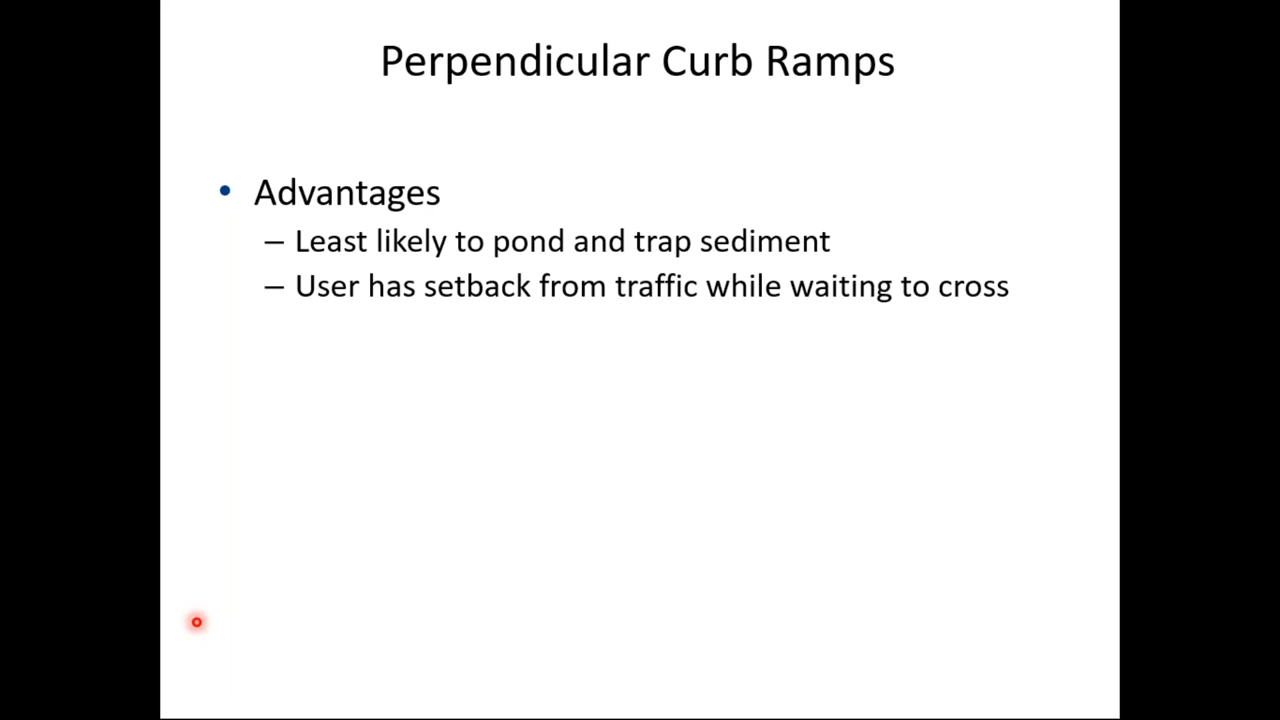 Perpendicular Curb Ramps
• Advantages
– Least likely to pond and trap sediment
– User has setback from traffic while waiting to cross